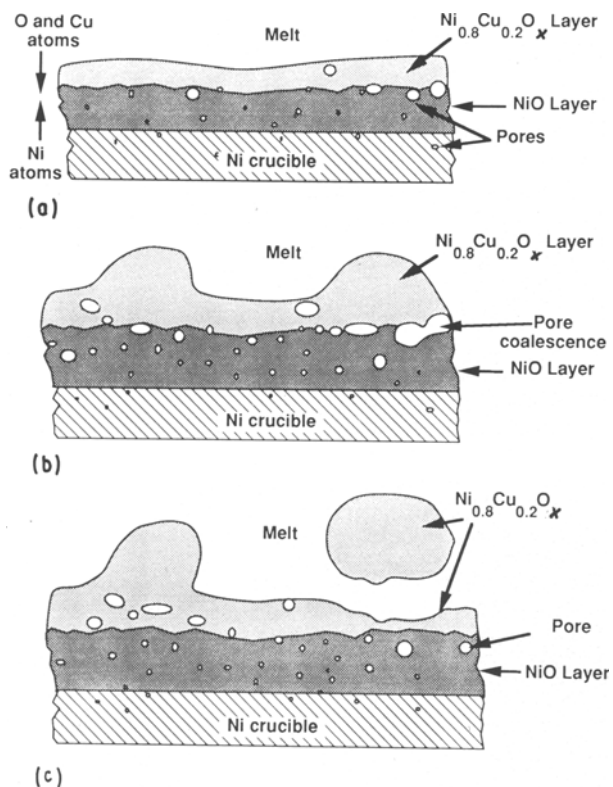 O and Cu
atoms
Melt
Ni0.8Cu0.2Ox Layer
NiO Layer
Pores
Ni
atoms
Ni crucible
(a)
Melt
Ni0.8Cu0.2Ox Layer
Pore
coalescence
NiO Layer
Ni crucible
(b)
Ni0.8Cu0.2Ox
Melt
Pore
NiO Layer
Ni crucible
(c)